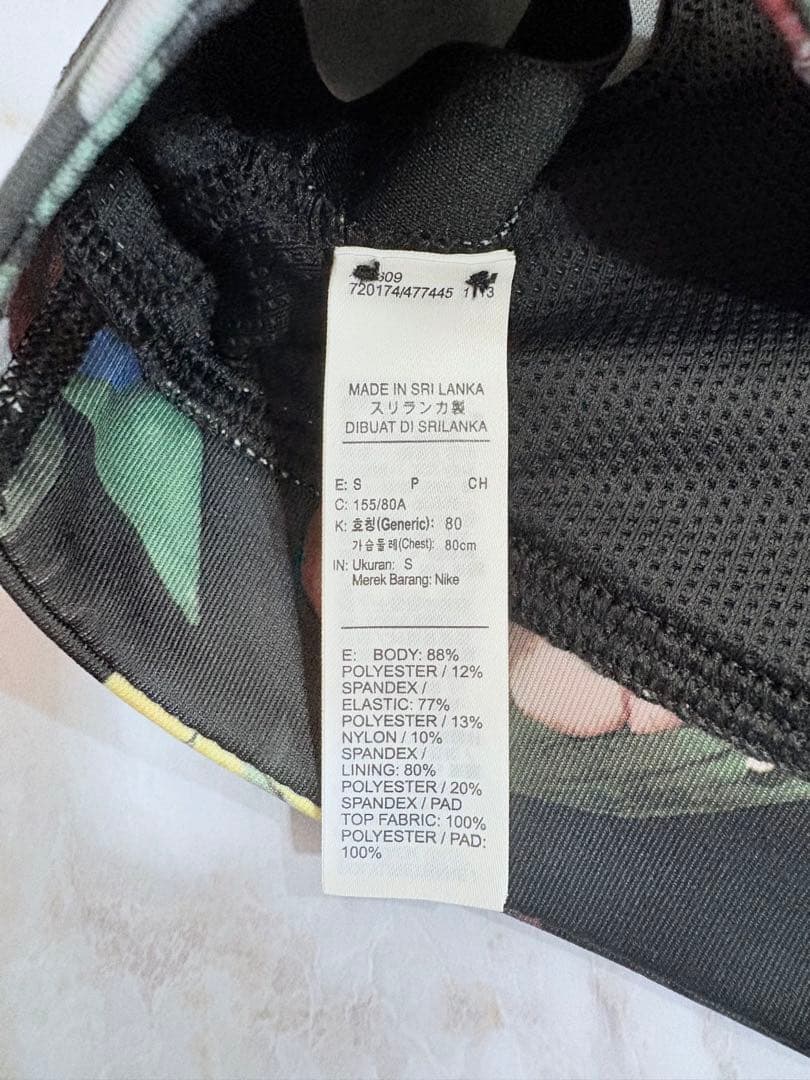 720174/477445
MADE IN SRI LANKA
スリランカ製
DIBUAT DI SRILANKA
E: S P CH
C: 155/80A
K: 호칭(Generic): 80
가슴둘레(Chest): 80cm
IN: Ukuran: S
Merek Barang: Nike
E: BODY: 88%
POLYESTER / 12%
SPANDEX /
ELASTIC: 77%
POLYESTER / 13%
NYLON / 10%
SPANDEX /
LINING: 80%
POLYESTER / 20%
SPANDEX / PAD
TOP FABRIC: 100%
POLYESTER / PAD:
100%